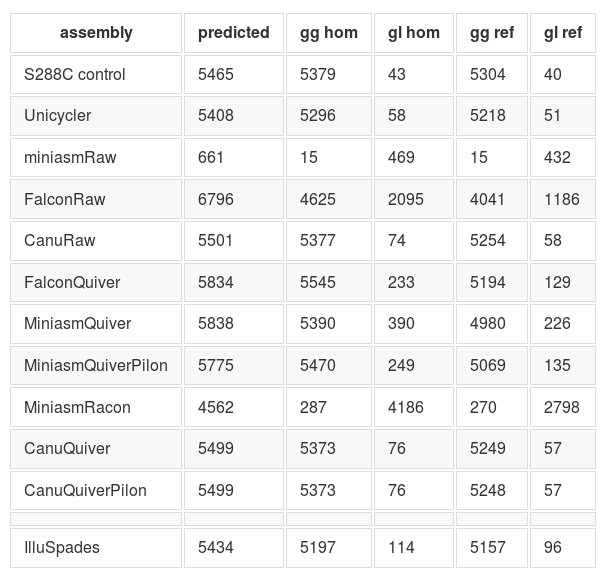 assembly predicted gg hom gl hom gg ref gl ref
S288C control 5465 5379 43 5304 40
Unicycler 5408 5296 58 5218 51
miniasmRaw 661 15 469 15 432
FalconRaw 6796 4625 2095 4041 1186
CanuRaw 5501 5377 74 5254 58
FalconQuiver 5834 5545 233 5194 129
MiniasmQuiver 5838 5390 390 4980 226
MiniasmQuiverPilon 5775 5470 249 5069 135
MiniasmRacon 4562 287 4186 270 2798
CanuQuiver 5499 5373 76 5249 57
CanuQuiverPilon 5499 5373 76 5248 57
IlluSpades 5434 5197 114 5157 96